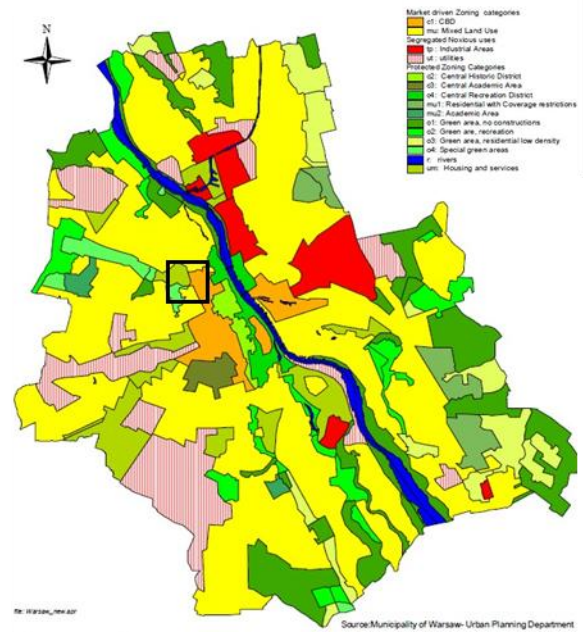 N
Market driven Zoning categories
c1: CBD
mu: Mixed Land Use
Segregated Noxious uses
tp: Industrial Areas
ut: utilities
Protected Zoning Categories
c2: Central Historic District
c3: Central Academic Area
c4: Central Recreation District
mu1: Residential with Coverage restrictions
mu2: Academic Area
o1: Green area, no constructions
o2: Green are, recreation
o3: Green area, residential low density
o4: Special green areas
r: rivers
um: Housing and services
file: Warsaw_new.apr
Source:Municipality of Warsaw- Urban Planning Department